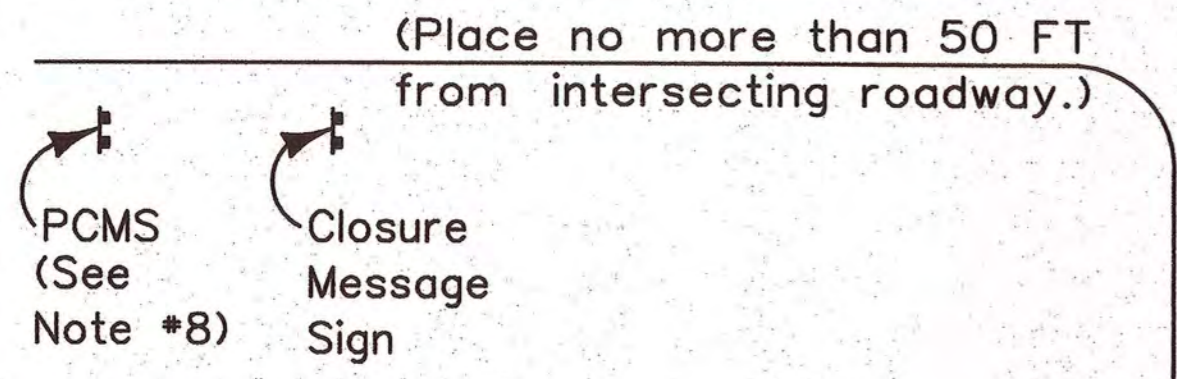 (Place no more than 50 FT
from intersecting roadway.)
PCMS
(See
Note #8)
Closure
Message
Sign